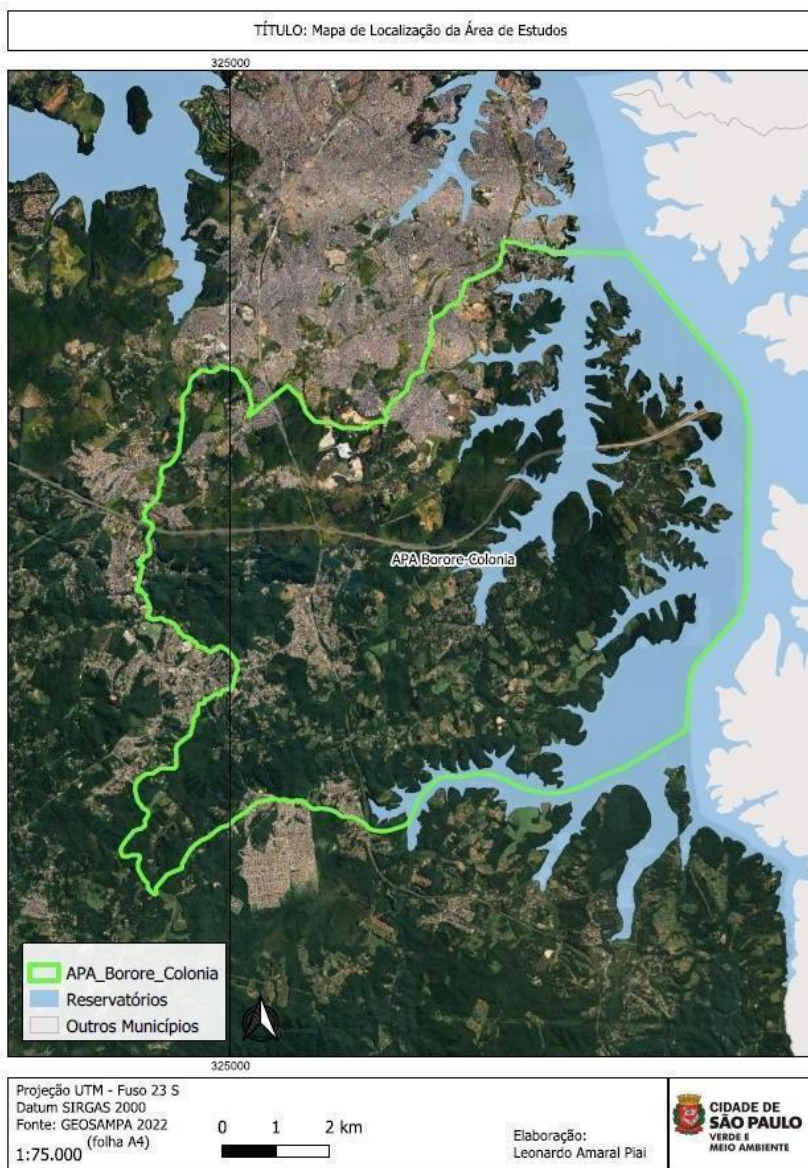 TÍTULO: Mapa de Localização da Área de Estudos
325000
APA Borore-Colonia
APA_Borore_Colonia
Reservatórios
Outros Municípios
325000
Projeção UTM - Fuso 23 S
Datum SIRGAS 2000
Fonte: GEOSAMPA 2022
(folha A4)
1:75.000
0 1 2 km
Elaboração:
Leonardo Amaral Piai
CIDADE DE
SÃO PAULO
VERDE E
MEIO AMBIENTE